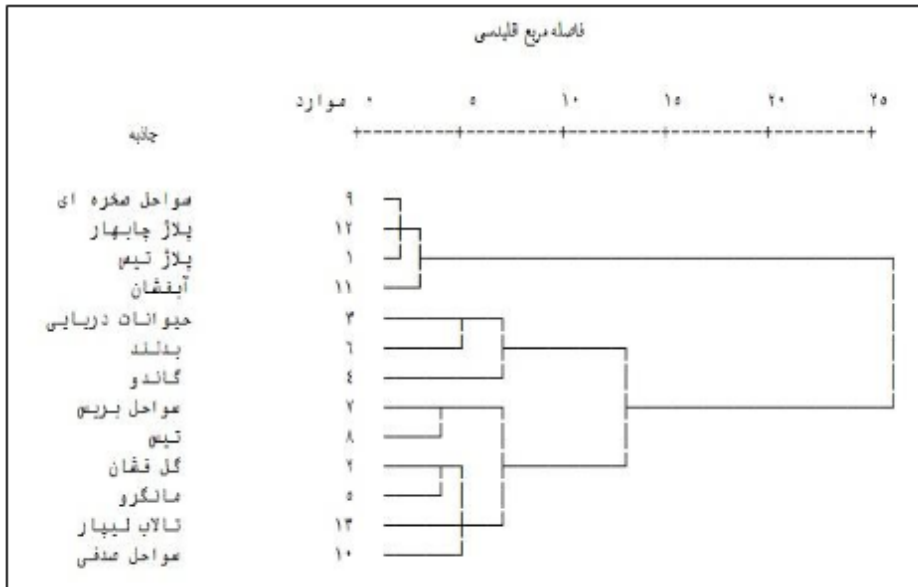 فاصله مربع اقلیدسی
موارد ۰ ۵ ۱۰ ۱۵ ۲۰ ۲۵
جاذبه
سواحل صخره ای ۹
پلاژ چابهار ۱۲
پلاژ تیس ۱
آبفشان ۱۱
حیوانات دریایی ۳
بدلند ۶
گاندو ۴
سواحل بریس ۷
تیس ۸
گل فشان ۲
مانگرو ۵
تالاب لیپار ۱۳
سواحل صدفی ۱۰